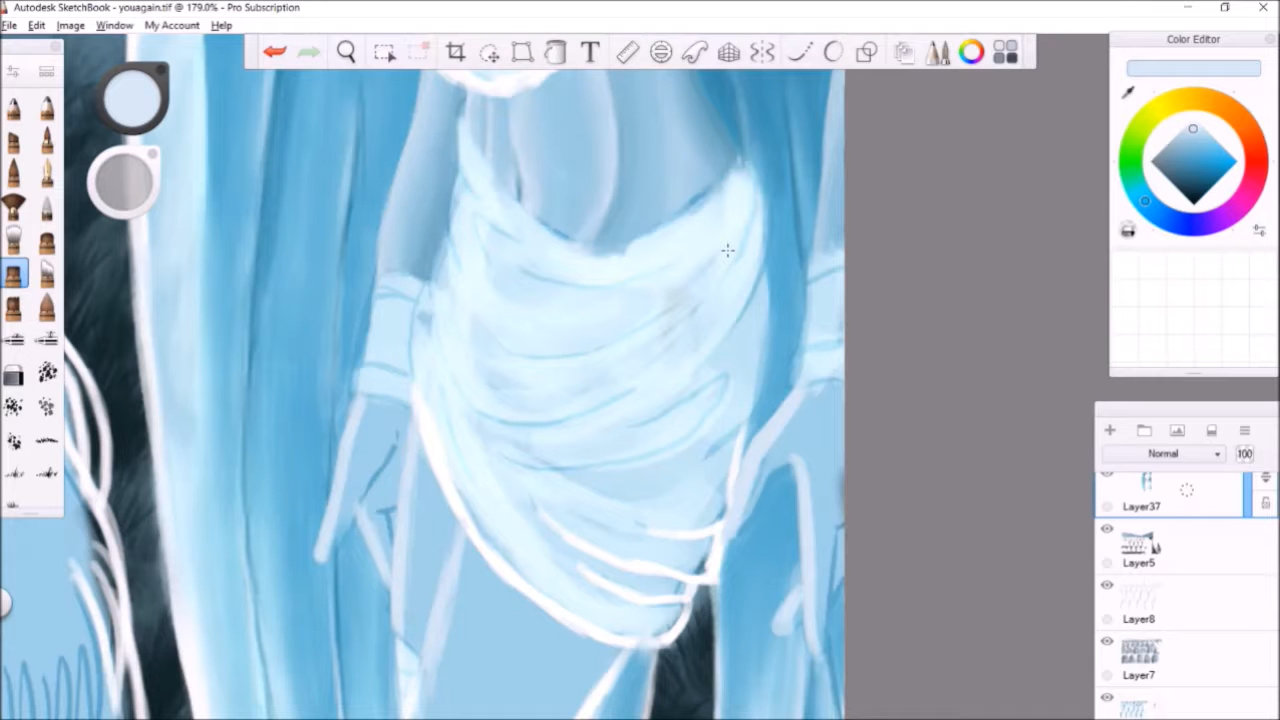 Autodesk SketchBook - youagain.tif @ 179.0% - Pro Subscription
File Edit Image Window My Account Help
T
Color Editor
Normal 100
Layer37
Layer5
Layer8
Layer7